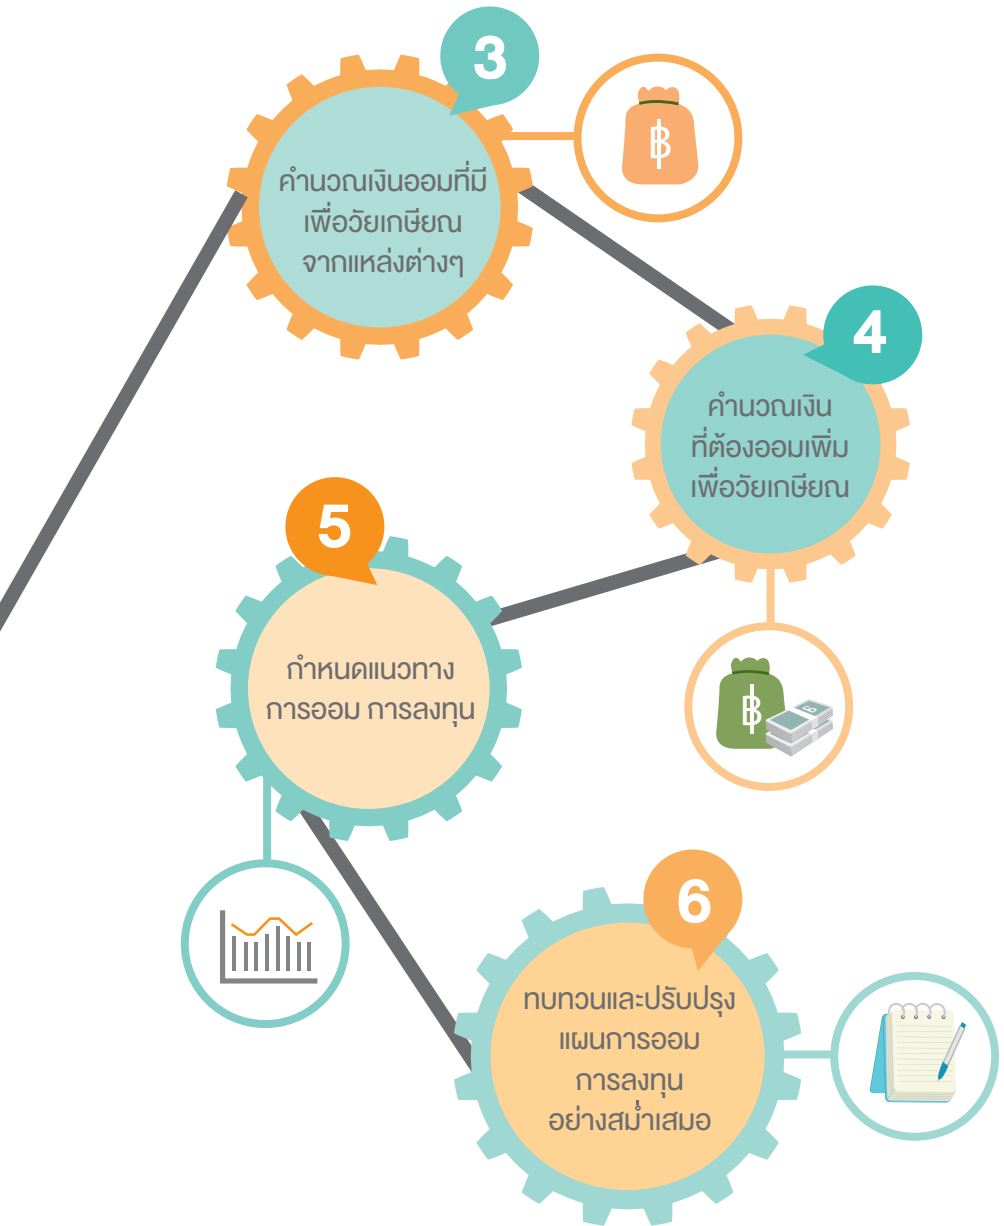 3
คำนวณเงินออมที่มี
เพื่อวัยเกษียณ
จากแหล่งต่างๆ
฿
4
คำนวณเงิน
ที่ต้องออมเพิ่ม
เพื่อวัยเกษียณ
฿
5
กำหนดแนวทาง
การออม การลงทุน
6
ทบทวนและปรับปรุง
แผนการออม
การลงทุน
อย่างสม่ำเสมอ